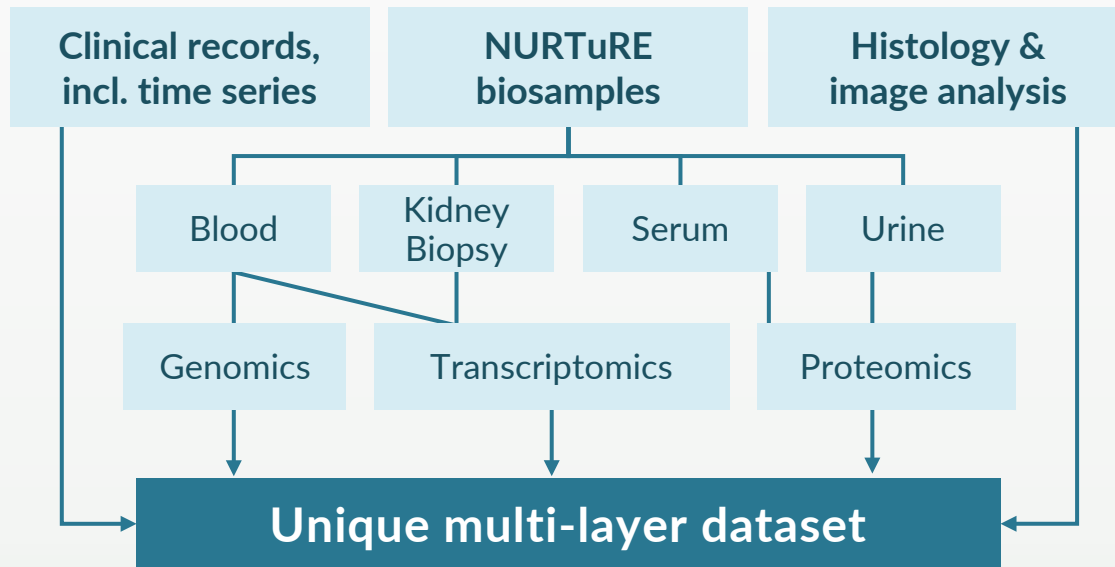 Clinical records,
incl. time series
NURTuRE
biosamples
Histology &
image analysis
Blood
Kidney
Biopsy
Serum
Urine
Genomics
Transcriptomics
Proteomics
Unique multi-layer dataset